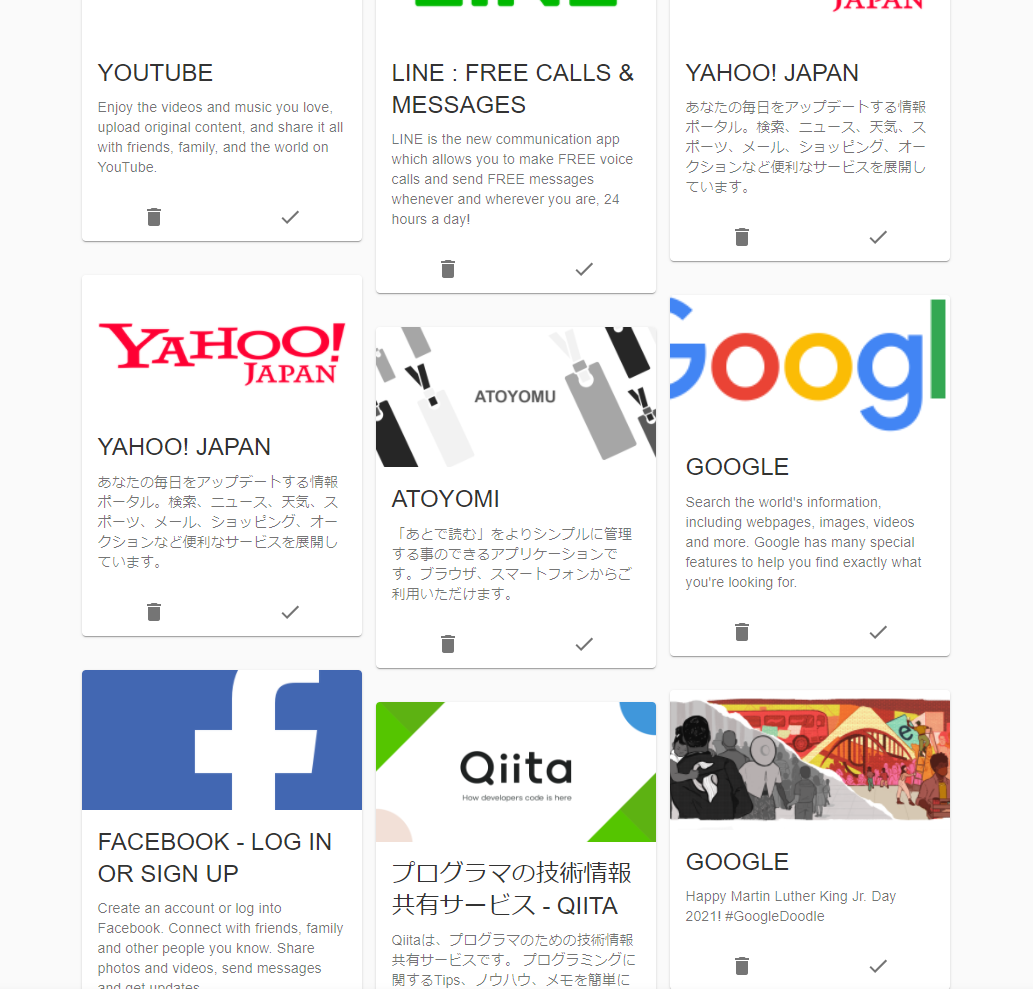 LINE
JAPAN
YOUTUBE
Enjoy the videos and music you love,
upload original content, and share it all
with friends, family, and the world on
YouTube.
LINE : FREE CALLS &
MESSAGES
LINE is the new communication app
which allows you to make FREE voice
calls and send FREE messages
whenever and wherever you are, 24
hours a day!
YAHOO! JAPAN
あなたの毎日をアップデートする情報
ポータル。検索、ニュース、天気、ス
ポーツ、メール、ショッピング、オー
クションなど便利なサービスを展開し
ています。
YAHOO!
JAPAN
YAHOO! JAPAN
あなたの毎日をアップデートする情報
ポータル。検索、ニュース、天気、ス
ポーツ、メール、ショッピング、オー
クションなど便利なサービスを展開し
ています。
ATOYOMU
ATOYOMI
「あとで読む」をよりシンプルに管理
する事のできるアプリケーションで
す。ブラウザ、スマートフォンからご
利用いただけます。
Googl
GOOGLE
Search the world's information,
including webpages, images, videos
and more. Google has many special
features to help you find exactly what
you're looking for.
f
FACEBOOK - LOG IN
OR SIGN UP
Create an account or log into
Facebook. Connect with friends, family
and other people you know. Share
photos and videos, send messages
and get updates.
Qiita
How developers code is here
プログラマの技術情報
共有サービス - QIITA
Qiitaは、プログラマのための技術情報
共有サービスです。 プログラミングに
関するTips、ノウハウ、メモを簡単に
GOOGLE
Happy Martin Luther King Jr. Day
2021! #GoogleDoodle